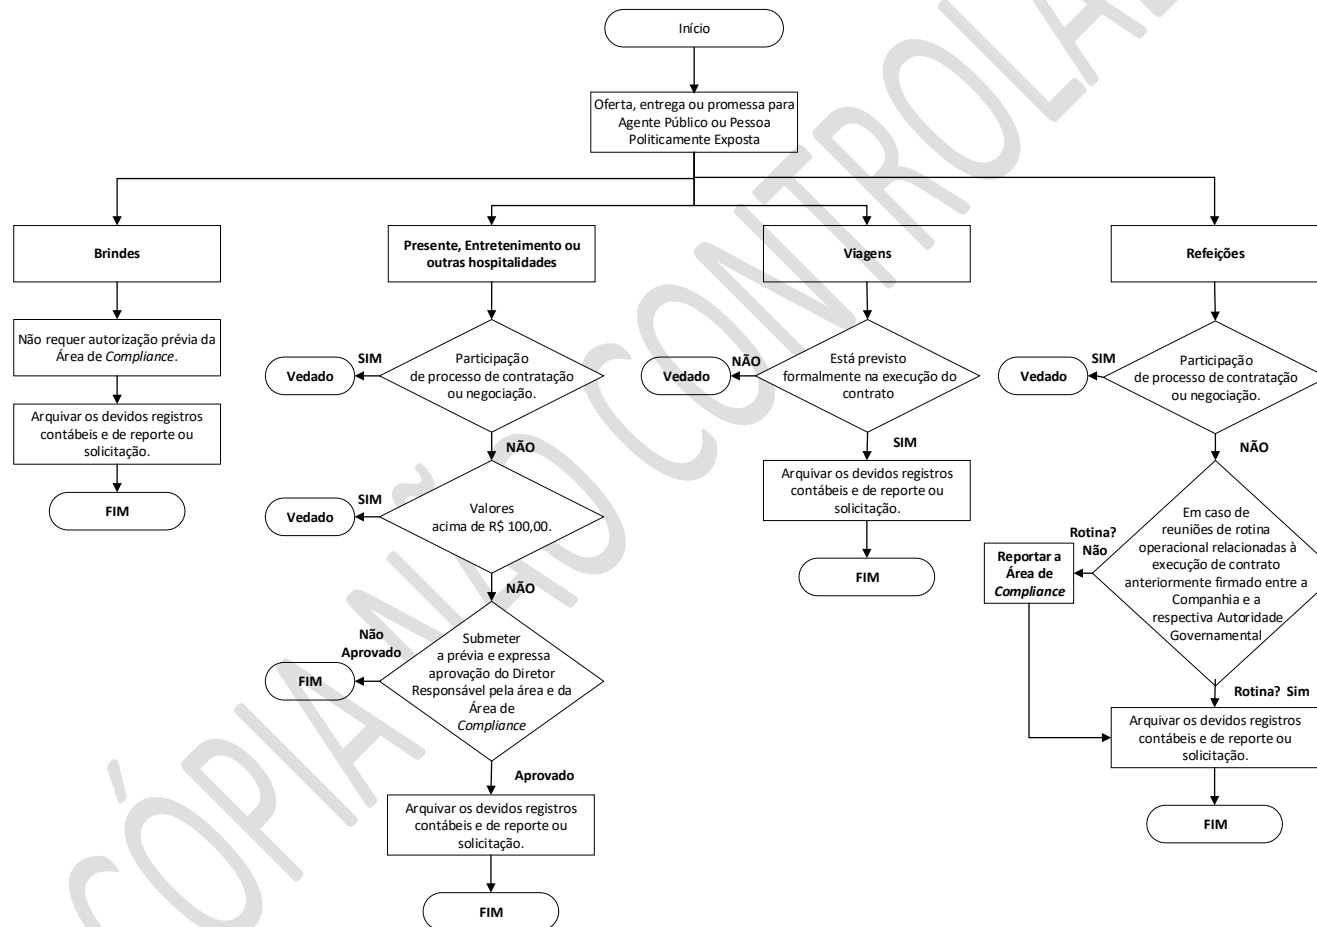 Início
Oferta, entrega ou promessa para
Agente Público ou Pessoa
Politicamente Exposta
Brindes
Não requer autorização prévia da
Área de Compliance.
Arquivar os devidos registros
contábeis e de reporte ou
solicitação.
FIM
Presente, Entretenimento ou
outras hospitalidades
Participação
de processo de contratação
ou negociação.
SIM
Vedado
NÃO
Valores
acima de R$ 100,00.
SIM
Vedado
NÃO
Submeter
a prévia e expressa
aprovação do Diretor
Responsável pela área e da
Área de
Compliance
Não
Aprovado
FIM
Aprovado
Arquivar os devidos registros
contábeis e de reporte ou
solicitação.
FIM
Viagens
Está previsto
formalmente na execução do
contrato
NÃO
Vedado
SIM
Arquivar os devidos registros
contábeis e de reporte ou
solicitação.
FIM
Refeições
Participação
de processo de contratação
ou negociação.
SIM
Vedado
NÃO
Em caso de
reuniões de rotina
operacional relacionadas à
execução de contrato
anteriormente firmado entre a
Companhia e a
respectiva Autoridade
Governamental
Rotina?
Não
Reportar a
Área de
Compliance
Rotina? Sim
Arquivar os devidos registros
contábeis e de reporte ou
solicitação.
FIM
CÓPIA NÃO CONTROLA